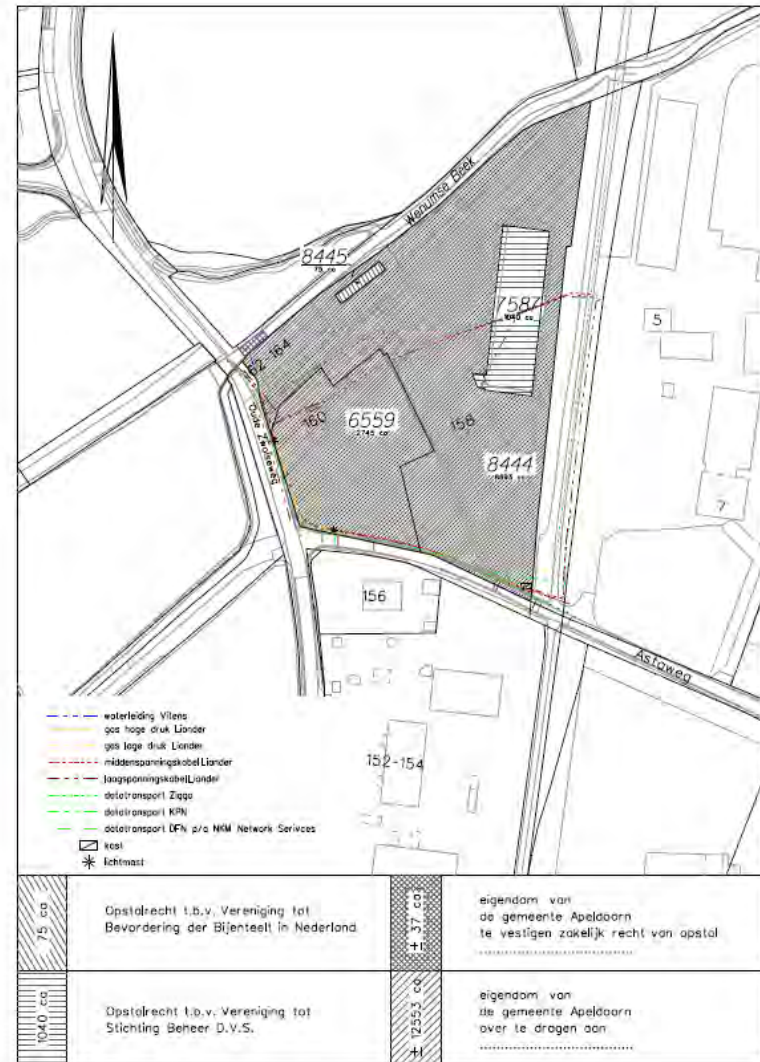 Wenumse Beek
8445
75 ca
7587
1040 ca
5
62-164
160
6559
2745 ca
158
8444
Oude Zwolseweg
7
156
Astaweg
152-154
waterleiding Vitens
gas hoge druk Liander
gas lage druk Liander
middenspanningskabel Liander
laagspanningskabel Liander
datatransport Ziggo
datatransport KPN
datatransport DFN p/a NKM Network Serivces
kast
lichtmast
75 ca
Opstalrecht t.b.v. Vereniging tot
Bevordering der Bijenteelt in Nederland
± 37 ca
eigendom van
de gemeente Apeldoorn
te vestigen zakelijk recht van opstal
1040 ca
Opstalrecht t.b.v. Vereniging tot
Stichting Beheer D.V.S.
± 12553 ca
eigendom van
de gemeente Apeldoorn
over te dragen aan